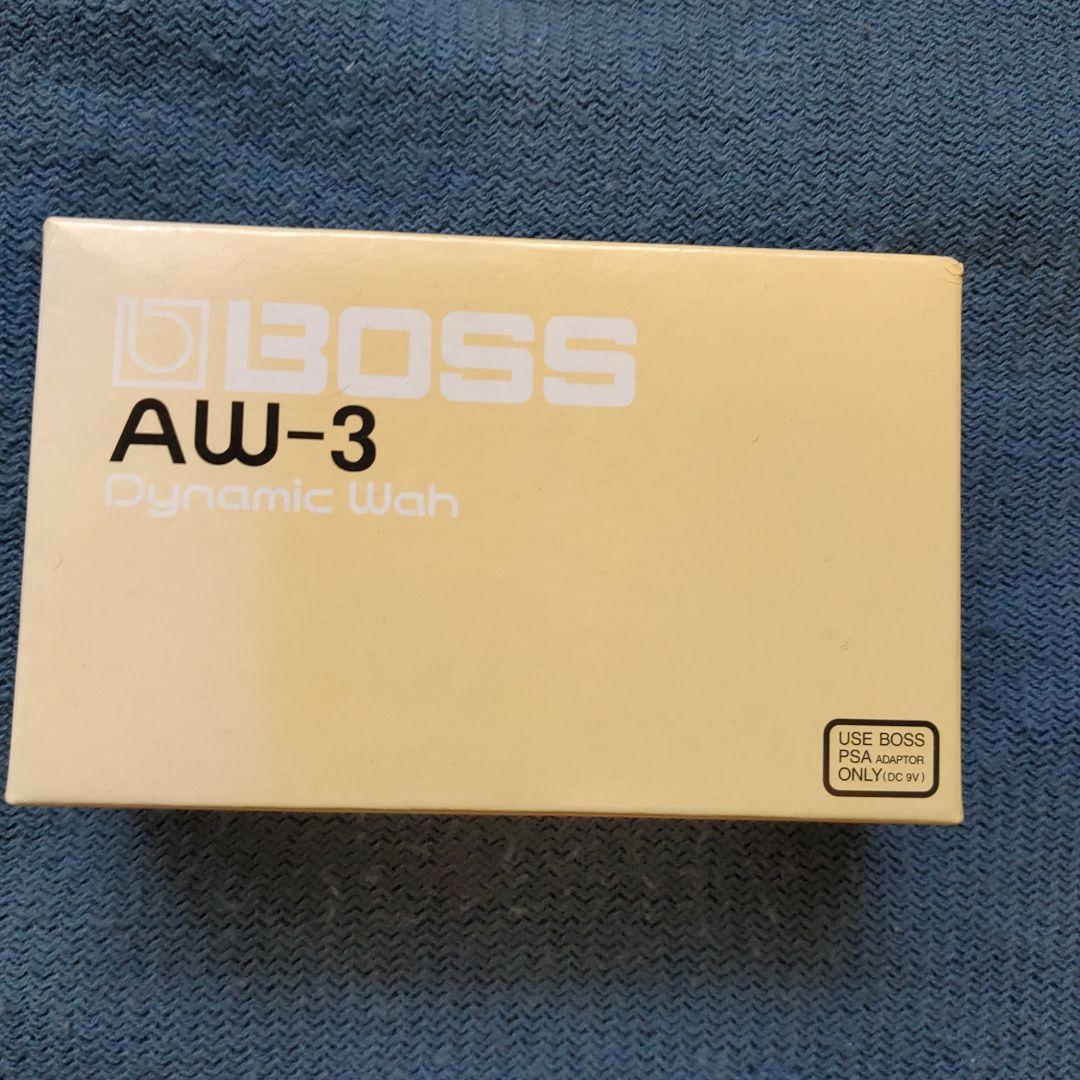 BOSS
AW-3
Dynamic Wah
USE BOSS
PSA ADAPTOR
ONLY(DC 9V)